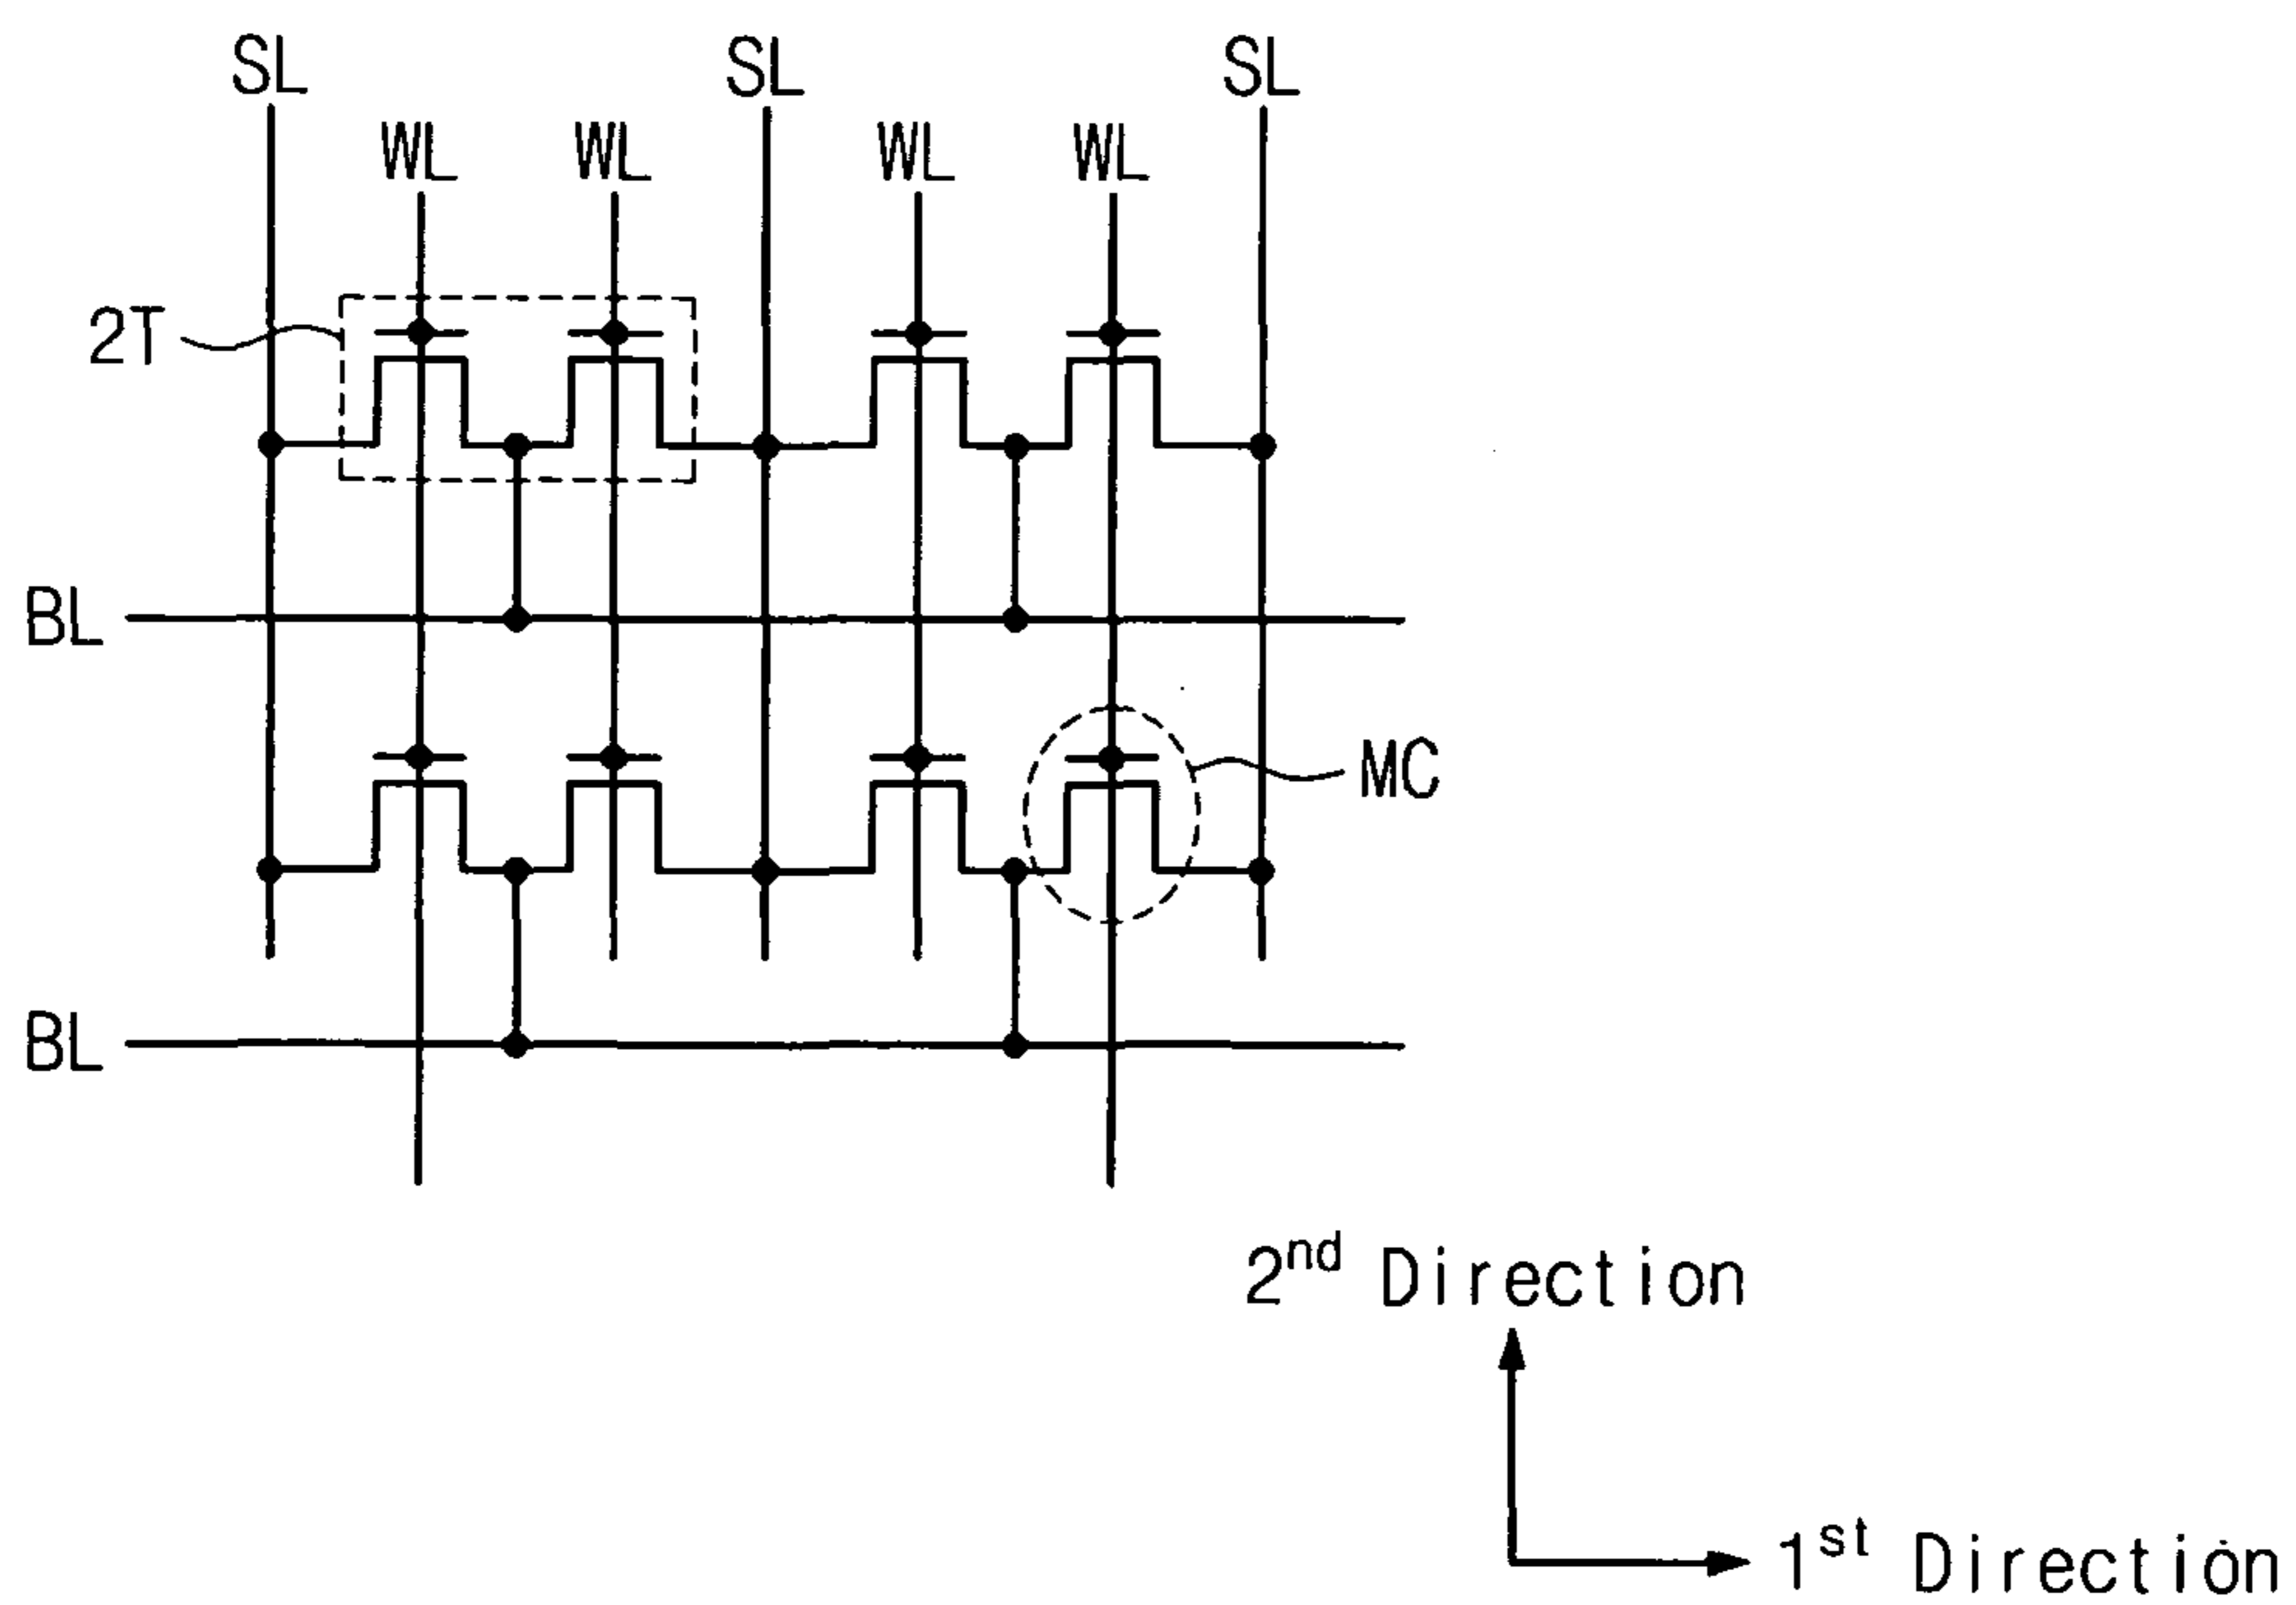 SL SL SL
WL WL WL WL
2T
BL
MC
BL
2nd Direction
1st Direction